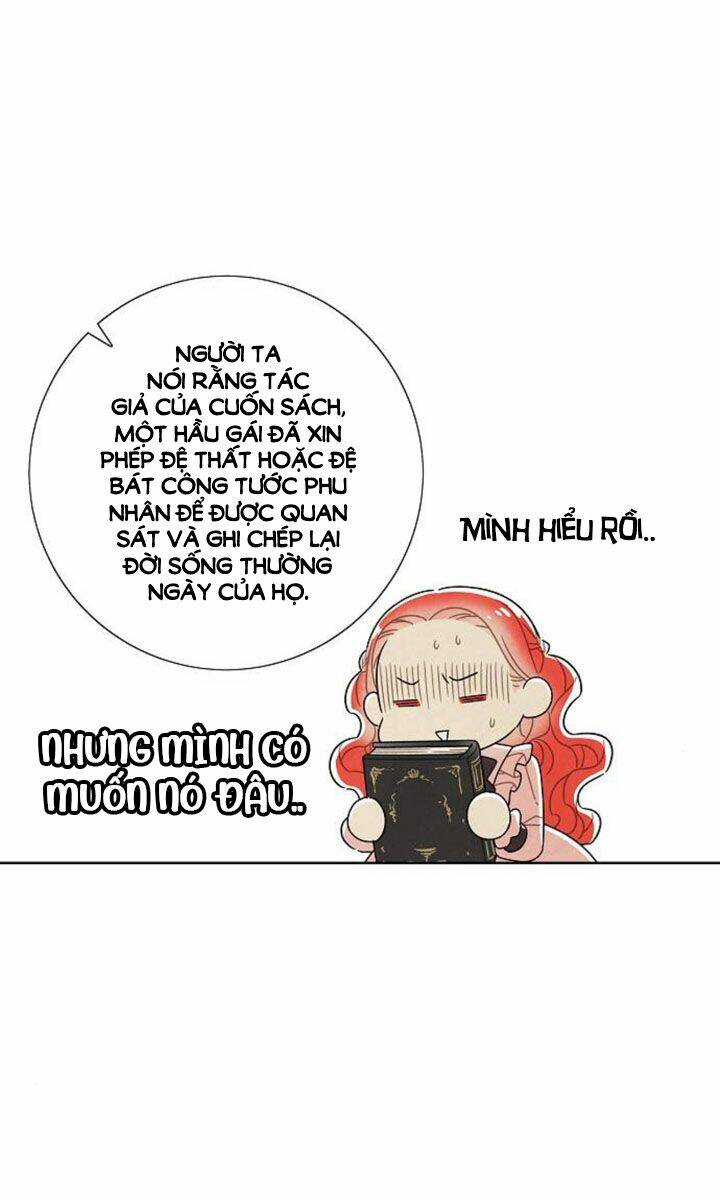 NGƯỜI TA
NÓI RẰNG TÁC
GIẢ CỦA CUỐN SÁCH,
MỘT HẦU GÁI ĐÃ XIN
PHÉP ĐỆ THẤT HOẶC ĐỆ
BÁT CÔNG TƯỚC PHU
NHÂN ĐỂ ĐƯỢC QUAN
SÁT VÀ GHI CHÉP LẠI
ĐỜI SỐNG THƯỜNG
NGÀY CỦA HỌ.
MÌNH HIỂU RỒI..
NHƯNG MÌNH CÓ
MUỐN NÓ ĐÂU..